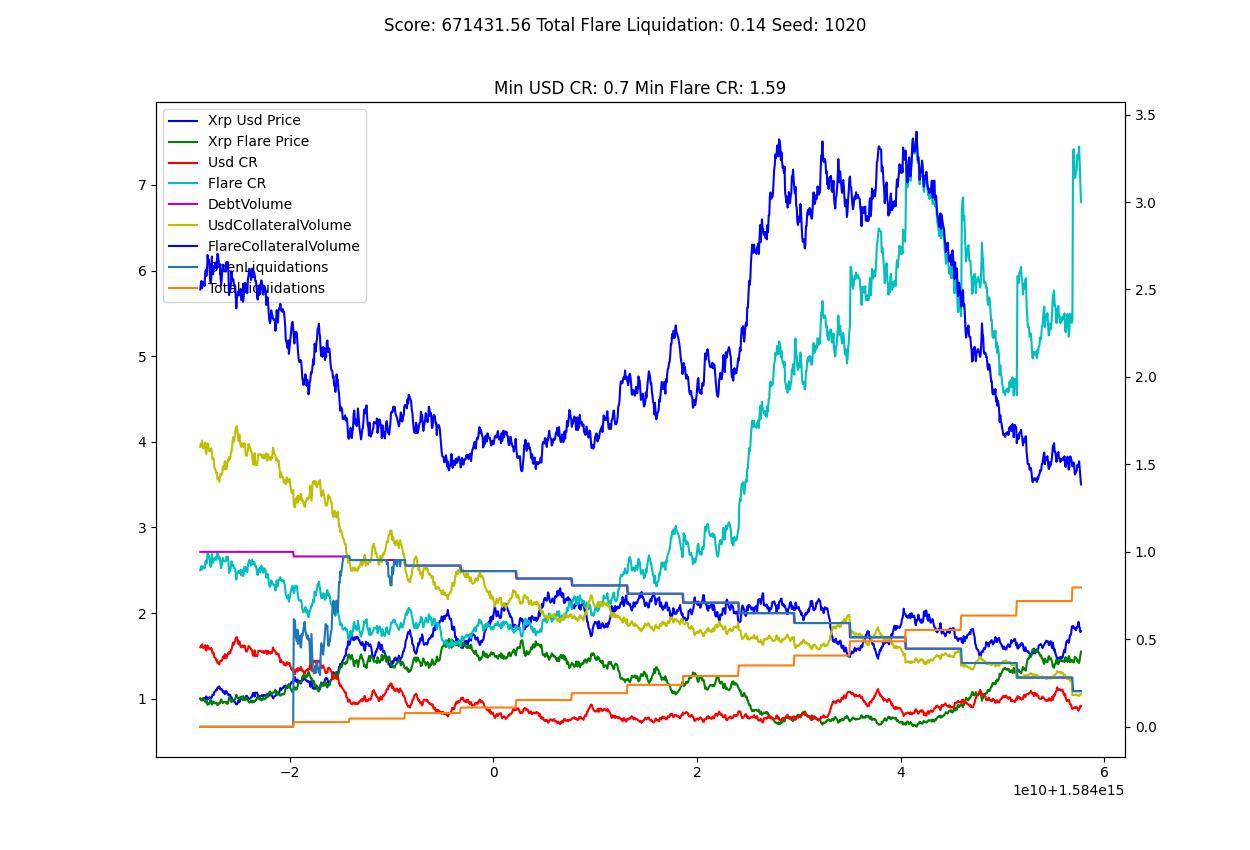 Score: 671431.56 Total Flare Liquidation: 0.14 Seed: 1020
Min USD CR: 0.7 Min Flare CR: 1.59
Xrp Usd Price
Xrp Flare Price
Usd CR
Flare CR
DebtVolume
UsdCollateralVolume
FlareCollateralVolume
OpenLiquidations
TotalLiquidations
7
6
5
4
3
2
1
3.5
3.0
2.5
2.0
1.5
1.0
0.5
0.0
−2 0 2 4 6
1e10+1.584e15